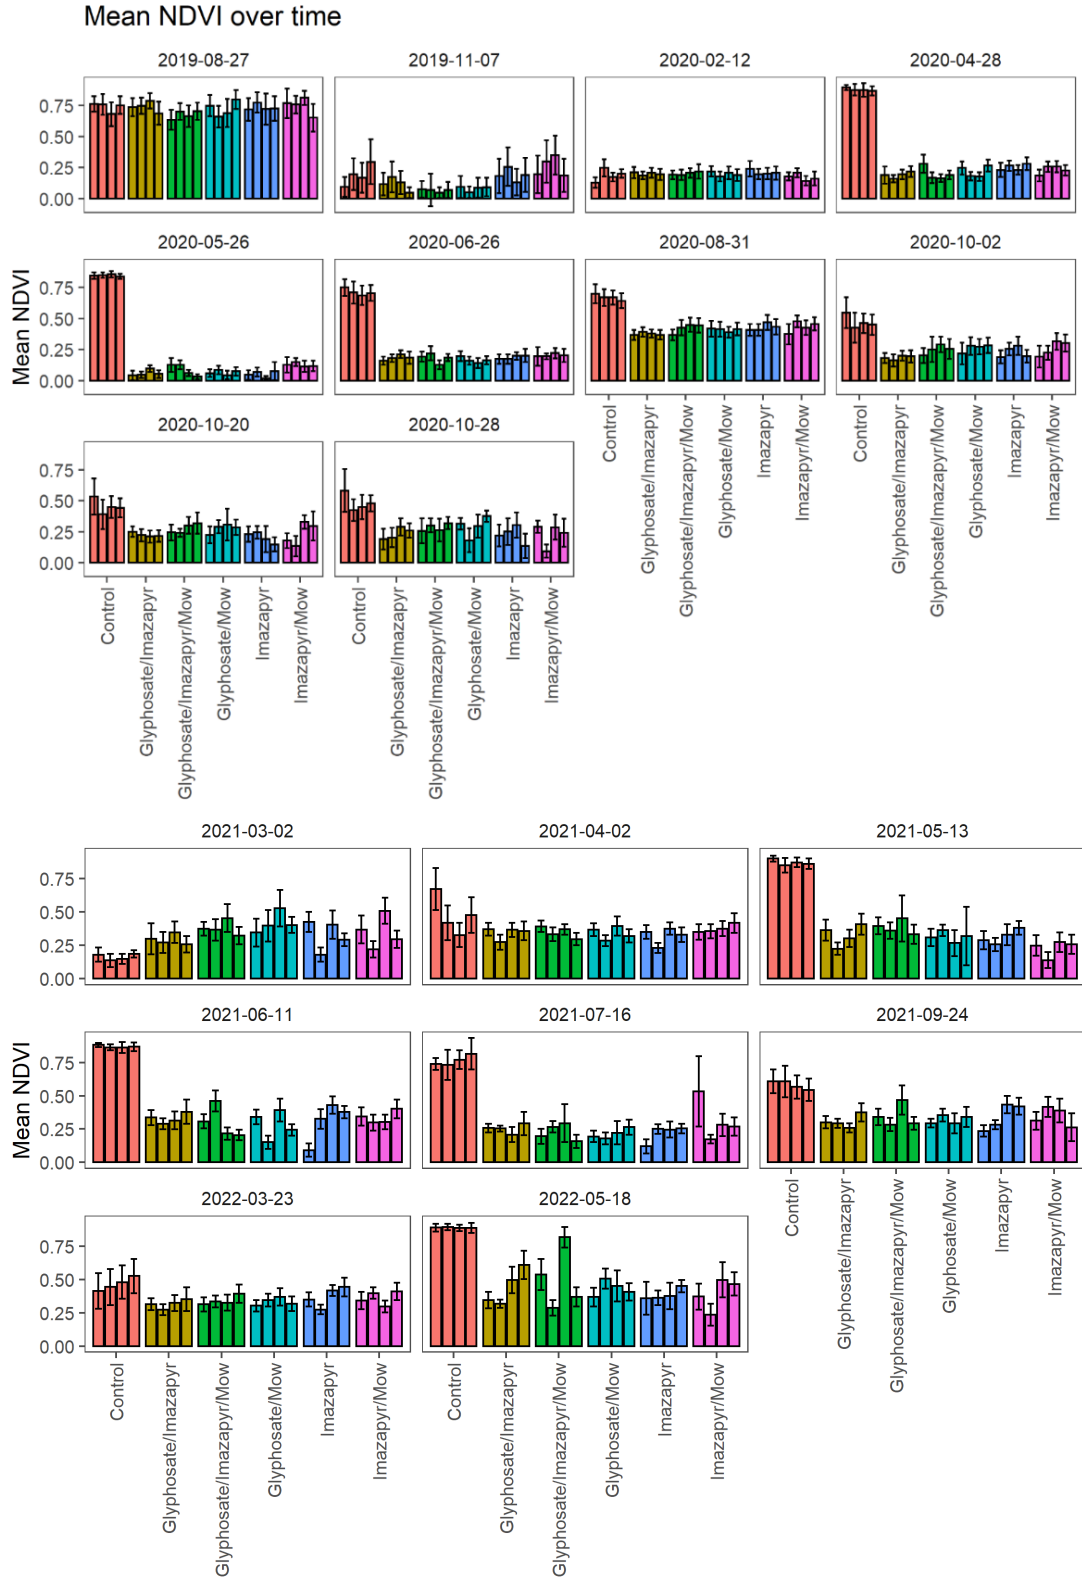 Mean NDVI over time
2019-08-27 2019-11-07 2020-02-12 2020-04-28
0.75
0.50
0.25
0.00
2020-05-26 2020-06-26 2020-08-31 2020-10-02
Mean NDVI
0.75
0.50
0.25
0.00
Control Glyphosate/Imazapyr Glyphosate/Imazapyr/Mow Glyphosate/Mow Imazapyr Imazapyr/Mow
Control Glyphosate/Imazapyr Glyphosate/Imazapyr/Mow Glyphosate/Mow Imazapyr Imazapyr/Mow
2020-10-20 2020-10-28
0.75
0.50
0.25
0.00
Control Glyphosate/Imazapyr Glyphosate/Imazapyr/Mow Glyphosate/Mow Imazapyr Imazapyr/Mow
Control Glyphosate/Imazapyr Glyphosate/Imazapyr/Mow Glyphosate/Mow Imazapyr Imazapyr/Mow
2021-03-02 2021-04-02 2021-05-13
0.75
0.50
0.25
0.00
2021-06-11 2021-07-16 2021-09-24
Mean NDVI
0.75
0.50
0.25
0.00
Control Glyphosate/Imazapyr Glyphosate/Imazapyr/Mow Glyphosate/Mow Imazapyr Imazapyr/Mow
2022-03-23 2022-05-18
0.75
0.50
0.25
0.00
Control Glyphosate/Imazapyr Glyphosate/Imazapyr/Mow Glyphosate/Mow Imazapyr Imazapyr/Mow
Control Glyphosate/Imazapyr Glyphosate/Imazapyr/Mow Glyphosate/Mow Imazapyr Imazapyr/Mow